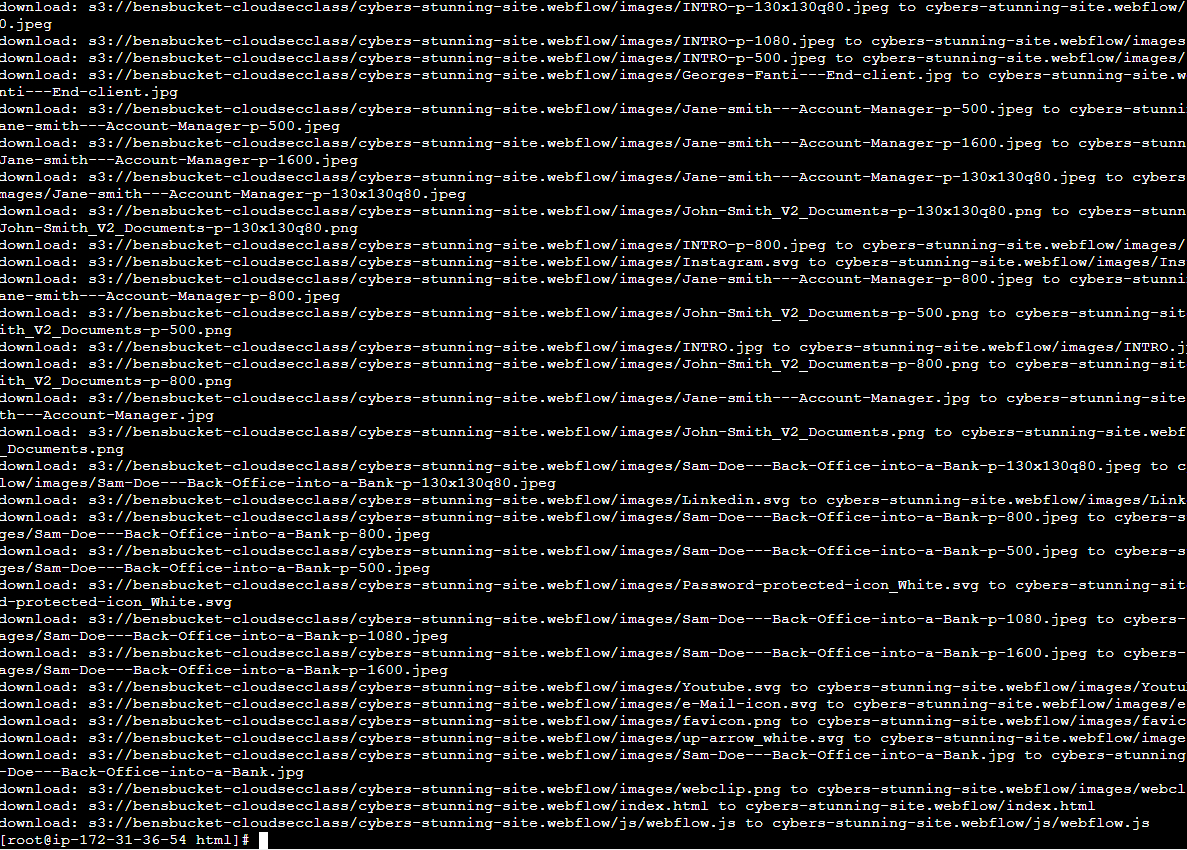 download: s3://bensbucket-cloudsecclass/cybers-stunning-site.webflow/images/INTRO-p-130x130q80.jpeg to cybers-stunning-site.webflow/
0.jpeg
download: s3://bensbucket-cloudsecclass/cybers-stunning-site.webflow/images/INTRO-p-1080.jpeg to cybers-stunning-site.webflow/images
download: s3://bensbucket-cloudsecclass/cybers-stunning-site.webflow/images/INTRO-p-500.jpeg to cybers-stunning-site.webflow/images/
download: s3://bensbucket-cloudsecclass/cybers-stunning-site.webflow/images/Georges-Fanti---End-client.jpg to cybers-stunning-site.w
nti---End-client.jpg
download: s3://bensbucket-cloudsecclass/cybers-stunning-site.webflow/images/Jane-smith---Account-Manager-p-500.jpeg to cybers-stunni
ane-smith---Account-Manager-p-500.jpeg
download: s3://bensbucket-cloudsecclass/cybers-stunning-site.webflow/images/Jane-smith---Account-Manager-p-1600.jpeg to cybers-stunn
Jane-smith---Account-Manager-p-1600.jpeg
download: s3://bensbucket-cloudsecclass/cybers-stunning-site.webflow/images/Jane-smith---Account-Manager-p-130x130q80.jpeg to cybers
mages/Jane-smith---Account-Manager-p-130x130q80.jpeg
download: s3://bensbucket-cloudsecclass/cybers-stunning-site.webflow/images/John-Smith_V2_Documents-p-130x130q80.png to cybers-stunn
John-Smith_V2_Documents-p-130x130q80.png
download: s3://bensbucket-cloudsecclass/cybers-stunning-site.webflow/images/INTRO-p-800.jpeg to cybers-stunning-site.webflow/images/
download: s3://bensbucket-cloudsecclass/cybers-stunning-site.webflow/images/Instagram.svg to cybers-stunning-site.webflow/images/Ins
download: s3://bensbucket-cloudsecclass/cybers-stunning-site.webflow/images/Jane-smith---Account-Manager-p-800.jpeg to cybers-stunni
ane-smith---Account-Manager-p-800.jpeg
download: s3://bensbucket-cloudsecclass/cybers-stunning-site.webflow/images/John-Smith_V2_Documents-p-500.png to cybers-stunning-sit
ith_V2_Documents-p-500.png
download: s3://bensbucket-cloudsecclass/cybers-stunning-site.webflow/images/INTRO.jpg to cybers-stunning-site.webflow/images/INTRO.j
download: s3://bensbucket-cloudsecclass/cybers-stunning-site.webflow/images/John-Smith_V2_Documents-p-800.png to cybers-stunning-sit
ith_V2_Documents-p-800.png
download: s3://bensbucket-cloudsecclass/cybers-stunning-site.webflow/images/Jane-smith---Account-Manager.jpg to cybers-stunning-site
th---Account-Manager.jpg
download: s3://bensbucket-cloudsecclass/cybers-stunning-site.webflow/images/John-Smith_V2_Documents.png to cybers-stunning-site.webf
_Documents.png
download: s3://bensbucket-cloudsecclass/cybers-stunning-site.webflow/images/Sam-Doe---Back-Office-into-a-Bank-p-130x130q80.jpeg to c
low/images/Sam-Doe---Back-Office-into-a-Bank-p-130x130q80.jpeg
download: s3://bensbucket-cloudsecclass/cybers-stunning-site.webflow/images/Linkedin.svg to cybers-stunning-site.webflow/images/Link
download: s3://bensbucket-cloudsecclass/cybers-stunning-site.webflow/images/Sam-Doe---Back-Office-into-a-Bank-p-800.jpeg to cybers-s
ges/Sam-Doe---Back-Office-into-a-Bank-p-800.jpeg
download: s3://bensbucket-cloudsecclass/cybers-stunning-site.webflow/images/Sam-Doe---Back-Office-into-a-Bank-p-500.jpeg to cybers-s
ges/Sam-Doe---Back-Office-into-a-Bank-p-500.jpeg
download: s3://bensbucket-cloudsecclass/cybers-stunning-site.webflow/images/Password-protected-icon_White.svg to cybers-stunning-sit
d-protected-icon_White.svg
download: s3://bensbucket-cloudsecclass/cybers-stunning-site.webflow/images/Sam-Doe---Back-Office-into-a-Bank-p-1080.jpeg to cybers-
ages/Sam-Doe---Back-Office-into-a-Bank-p-1080.jpeg
download: s3://bensbucket-cloudsecclass/cybers-stunning-site.webflow/images/Sam-Doe---Back-Office-into-a-Bank-p-1600.jpeg to cybers-
ages/Sam-Doe---Back-Office-into-a-Bank-p-1600.jpeg
download: s3://bensbucket-cloudsecclass/cybers-stunning-site.webflow/images/Youtube.svg to cybers-stunning-site.webflow/images/Youtu
download: s3://bensbucket-cloudsecclass/cybers-stunning-site.webflow/images/e-Mail-icon.svg to cybers-stunning-site.webflow/images/e
download: s3://bensbucket-cloudsecclass/cybers-stunning-site.webflow/images/favicon.png to cybers-stunning-site.webflow/images/favic
download: s3://bensbucket-cloudsecclass/cybers-stunning-site.webflow/images/up-arrow_white.svg to cybers-stunning-site.webflow/image
download: s3://bensbucket-cloudsecclass/cybers-stunning-site.webflow/images/Sam-Doe---Back-Office-into-a-Bank.jpg to cybers-stunning
-Doe---Back-Office-into-a-Bank.jpg
download: s3://bensbucket-cloudsecclass/cybers-stunning-site.webflow/images/webclip.png to cybers-stunning-site.webflow/images/webcl
download: s3://bensbucket-cloudsecclass/cybers-stunning-site.webflow/index.html to cybers-stunning-site.webflow/index.html
download: s3://bensbucket-cloudsecclass/cybers-stunning-site.webflow/js/webflow.js to cybers-stunning-site.webflow/js/webflow.js
[root@ip-172-31-36-54 html]#